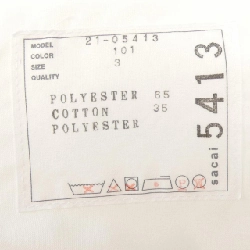 MODEL 21-05413
COLOR 101
SIZE 3
QUALITY
POLYESTER 65
COTTON 35
POLYESTER
sacai 5413